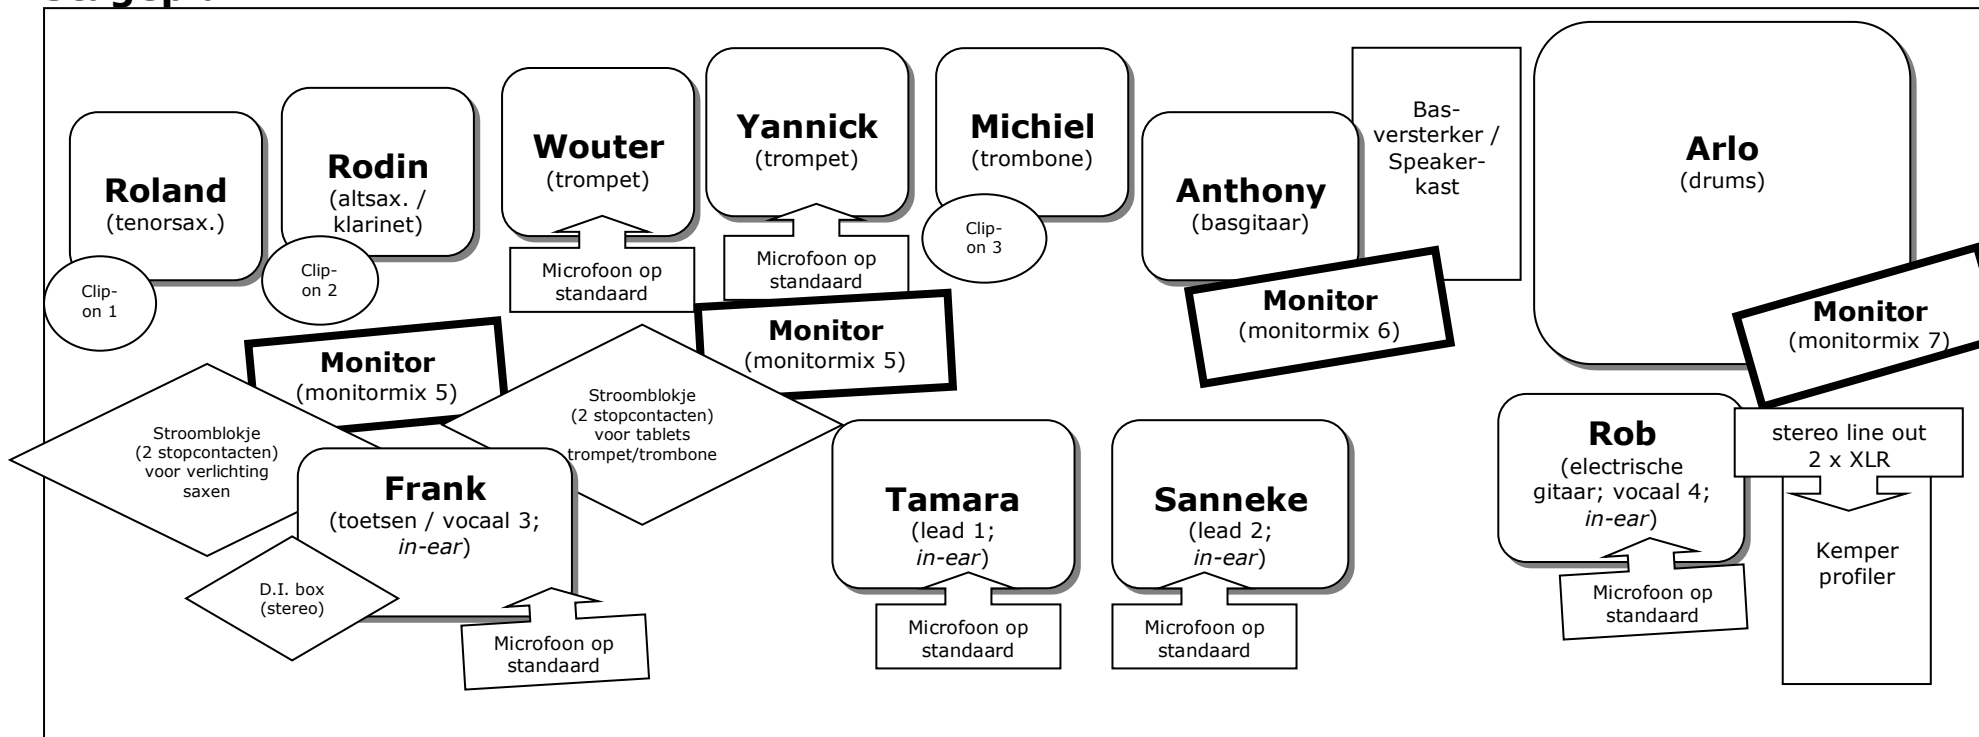 Roland
(tenorsax.)
Clip-
on 1
Rodin
(altsax. /
klarinet)
Clip-
on 2
Wouter
(trompet)
Microfoon op
standaard
Yannick
(trompet)
Microfoon op
standaard
Michiel
(trombone)
Clip-
on 3
Anthony
(basgitaar)
Bas-
versterker /
Speaker-
kast
Arlo
(drums)
Monitor
(monitormix 5)
Monitor
(monitormix 5)
Monitor
(monitormix 6)
Monitor
(monitormix 7)
Stroomblokje
(2 stopcontacten)
voor verlichting
saxen
Stroomblokje
(2 stopcontacten)
voor tablets
trompet/trombone
Frank
(toetsen / vocaal 3;
in-ear)
D.I. box
(stereo)
Microfoon op
standaard
Tamara
(lead 1;
in-ear)
Microfoon op
standaard
Sanneke
(lead 2;
in-ear)
Microfoon op
standaard
Rob
(electrische
gitaar; vocaal 4;
in-ear)
Microfoon op
standaard
stereo line out
2 x XLR
Kemper
profiler